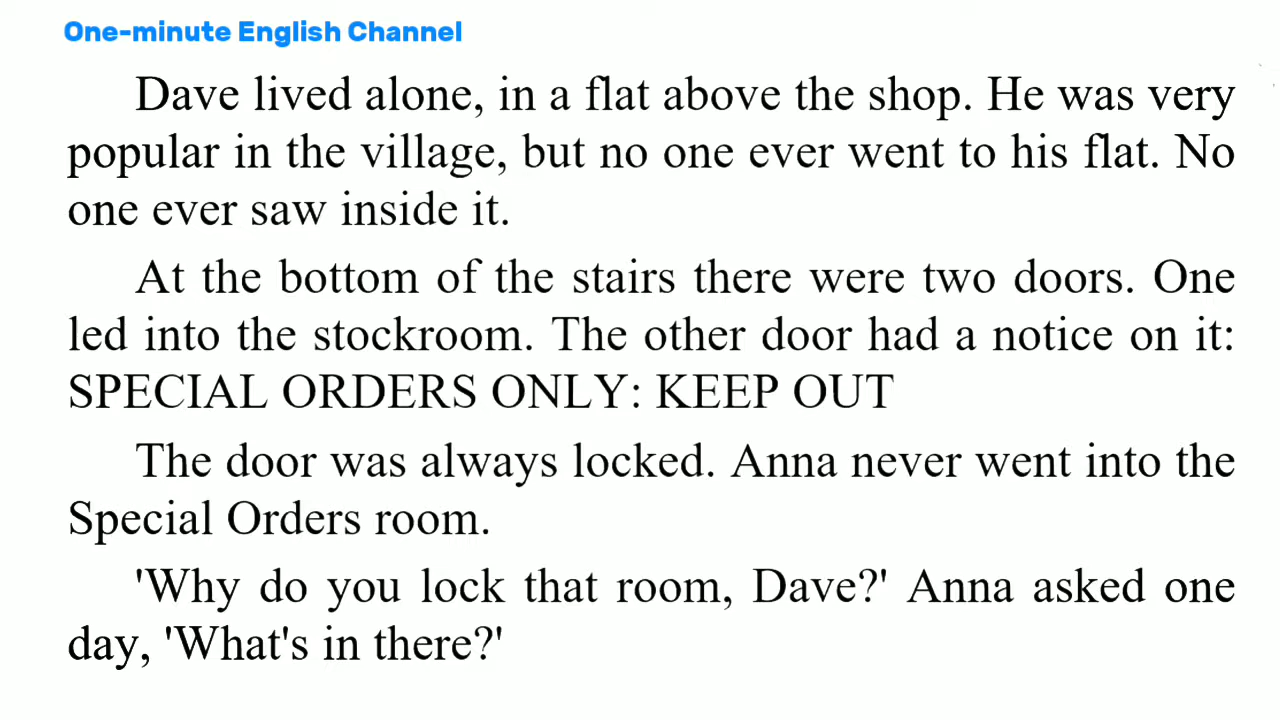 One-minute English Channel
Dave lived alone, in a flat above the shop. He was very
popular in the village, but no one ever went to his flat. No
one ever saw inside it.
At the bottom of the stairs there were two doors. One
led into the stockroom. The other door had a notice on it:
SPECIAL ORDERS ONLY: KEEP OUT
The door was always locked. Anna never went into the
Special Orders room.
'Why do you lock that room, Dave?' Anna asked one
day, 'What's in there?'